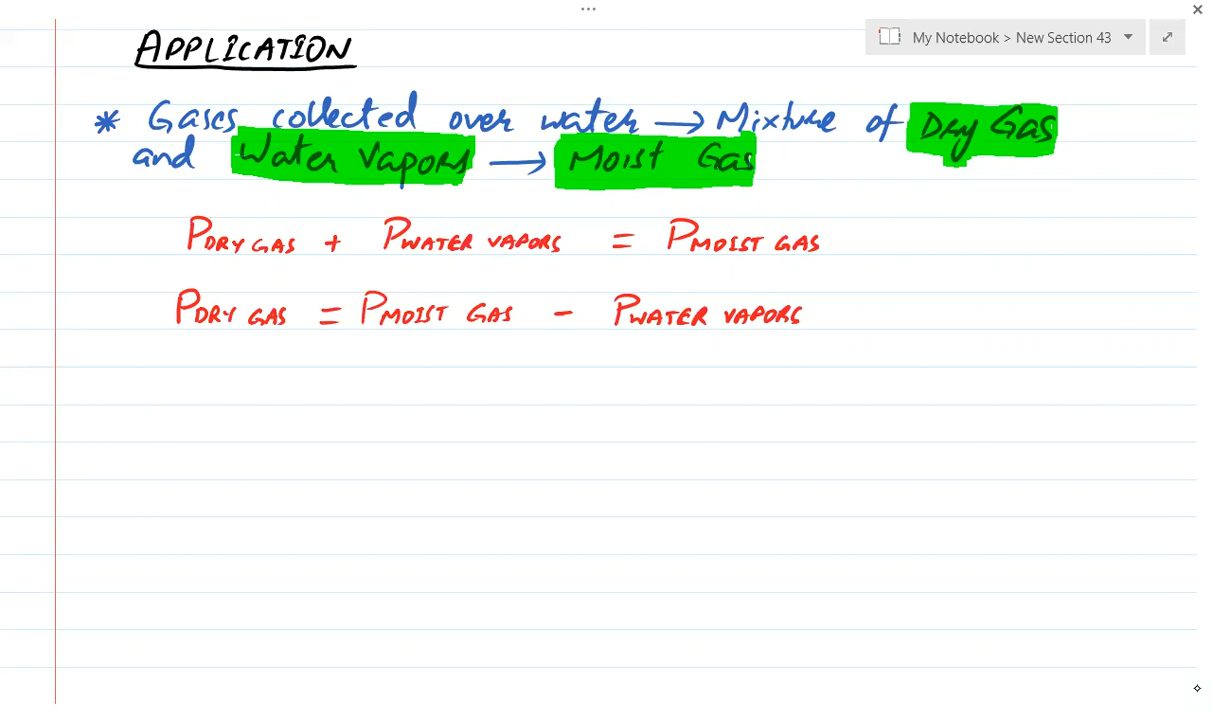 My Notebook > New Section 43
APPLICATION
* Gases collected over water → Mixture of Dry Gas
and Water Vapors → Moist Gas
PDRY GAS + PWATER VAPORS = PMOIST GAS
PDRY GAS = PMOIST GAS - PWATER VAPORS